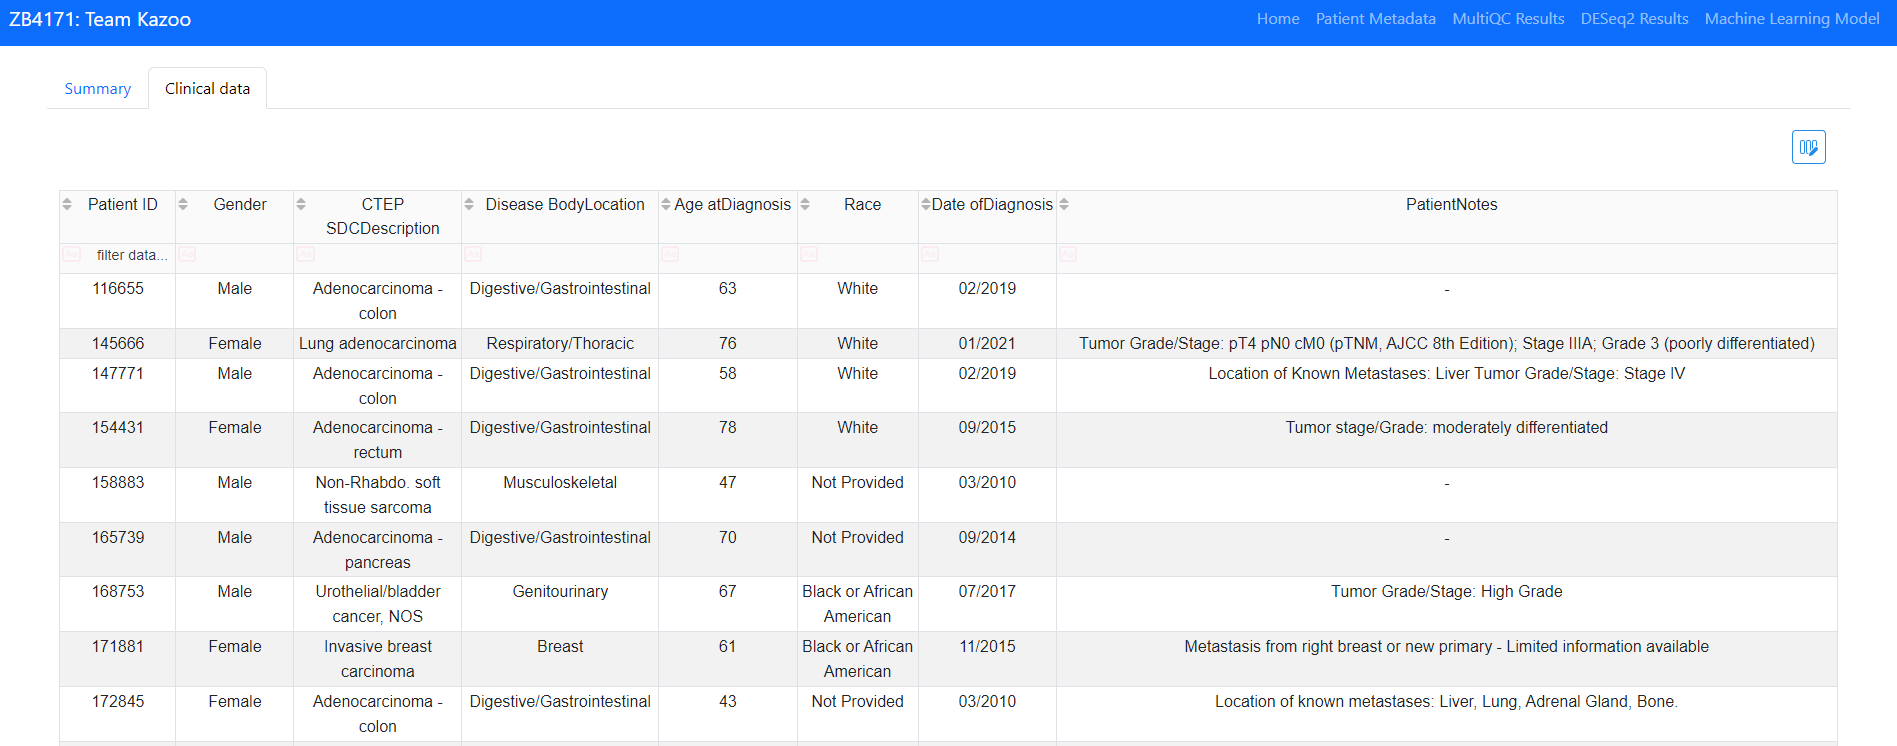 ZB4171: Team Kazoo
Home Patient Metadata MultiQC Results DESeq2 Results Machine Learning Model
Summary Clinical data
Patient ID Gender CTEP Disease BodyLocation Age atDiagnosis Race Date ofDiagnosis PatientNotes
SDCDescription
filter data...
116655 Male Adenocarcinoma - Digestive/Gastrointestinal 63 White 02/2019 -
colon
145666 Female Lung adenocarcinoma Respiratory/Thoracic 76 White 01/2021 Tumor Grade/Stage: pT4 pN0 cM0 (pTNM, AJCC 8th Edition); Stage IIIA; Grade 3 (poorly differentiated)
147771 Male Adenocarcinoma - Digestive/Gastrointestinal 58 White 02/2019 Location of Known Metastases: Liver Tumor Grade/Stage: Stage IV
colon
154431 Female Adenocarcinoma - Digestive/Gastrointestinal 78 White 09/2015 Tumor stage/Grade: moderately differentiated
rectum
158883 Male Non-Rhabdo. soft Musculoskeletal 47 Not Provided 03/2010 -
tissue sarcoma
165739 Male Adenocarcinoma - Digestive/Gastrointestinal 70 Not Provided 09/2014 -
pancreas
168753 Male Urothelial/bladder Genitourinary 67 Black or African 07/2017 Tumor Grade/Stage: High Grade
cancer, NOS American
171881 Female Invasive breast Breast 61 Black or African 11/2015 Metastasis from right breast or new primary - Limited information available
carcinoma American
172845 Female Adenocarcinoma - Digestive/Gastrointestinal 43 Not Provided 03/2010 Location of known metastases: Liver, Lung, Adrenal Gland, Bone.
colon